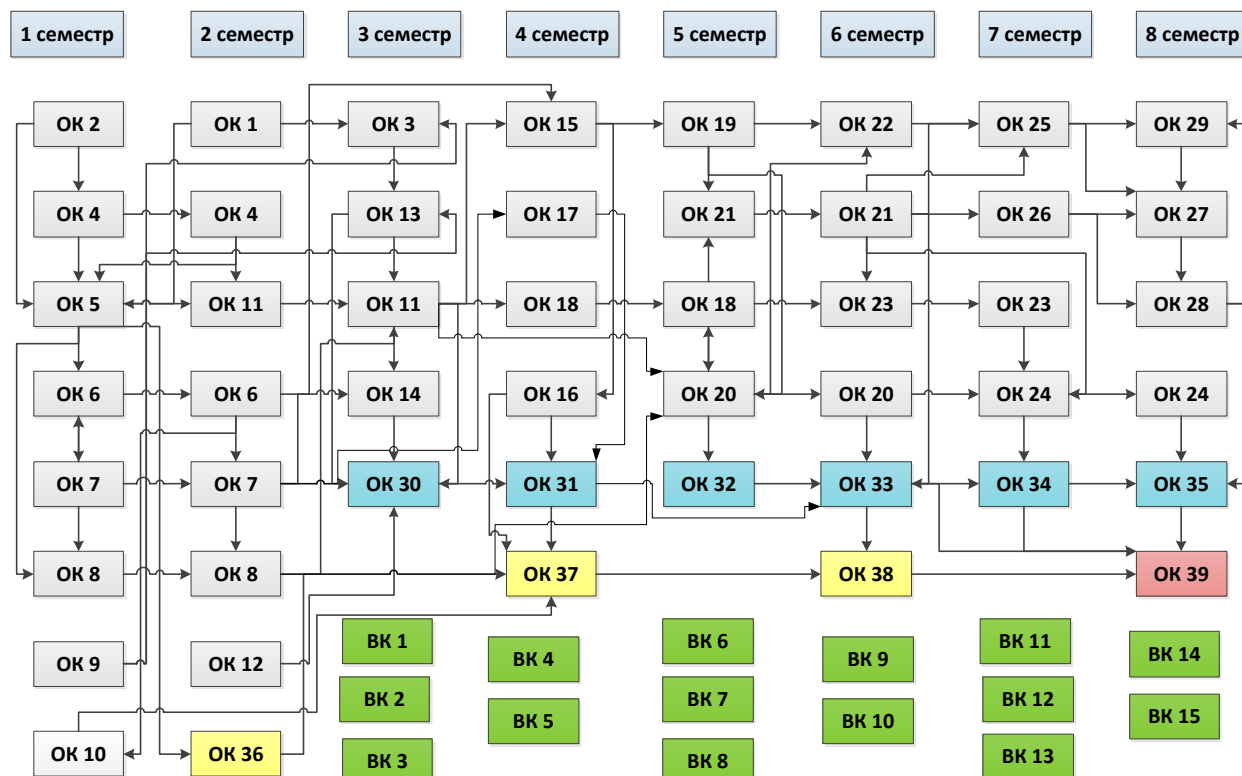 1 семестр 2 семестр 3 семестр 4 семестр 5 семестр 6 семестр 7 семестр 8 семестр
ОК 2 ОК 1 ОК 3 ОК 15 ОК 19 ОК 22 ОК 25 ОК 29
ОК 4 ОК 4 ОК 13 ОК 17 ОК 21 ОК 21 ОК 26 ОК 27
ОК 5 ОК 11 ОК 11 ОК 18 ОК 18 ОК 23 ОК 23 ОК 28
ОК 6 ОК 6 ОК 14 ОК 16 ОК 20 ОК 20 ОК 24 ОК 24
ОК 7 ОК 7 ОК 30 ОК 31 ОК 32 ОК 33 ОК 34 ОК 35
ОК 8 ОК 8 ОК 37 ОК 38 ОК 39
ОК 9 ОК 12 ВК 1 ВК 4 ВК 6 ВК 9 ВК 11 ВК 14
ВК 2 ВК 5 ВК 7 ВК 10 ВК 12 ВК 15
ОК 10 ОК 36 ВК 3 ВК 8 ВК 13